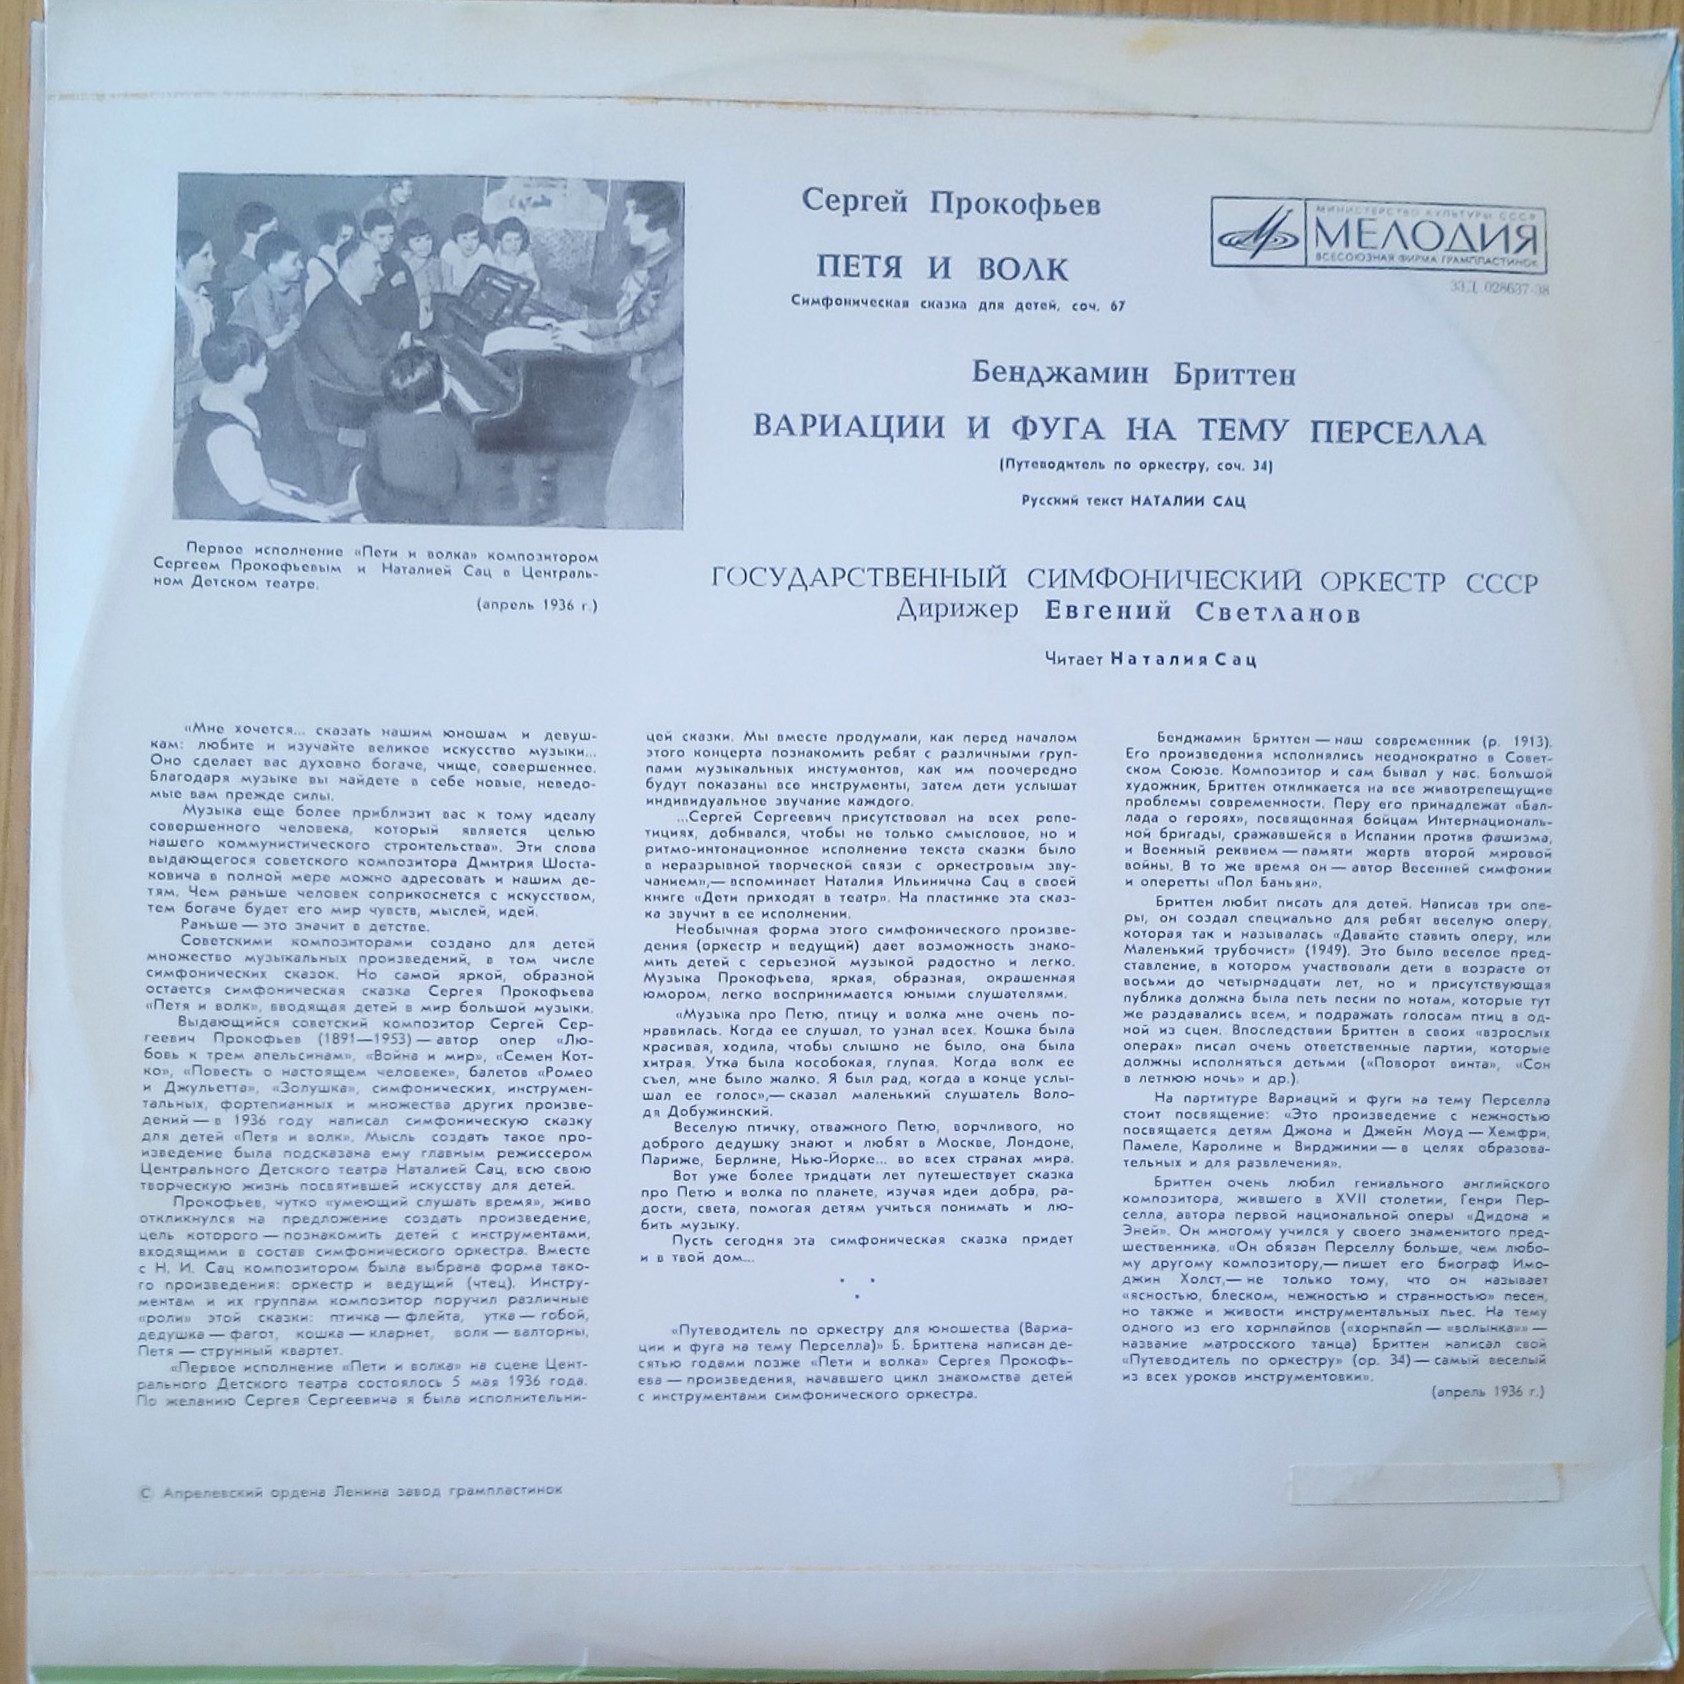 Сергей Прокофьев
ПЕТЯ И ВОЛК
Симфоническая сказка для детей, соч. 67
МИНИСТЕРСТВО КУЛЬТУРЫ СССР
МЕЛОДИЯ
ВСЕСОЮЗНАЯ ФИРМА ГРАМПЛАСТИНОК
33Д 028637-38
Бенджамин Бриттен
ВАРИАЦИИ И ФУГА НА ТЕМУ ПЕРСЕЛЛА
(Путеводитель по оркестру, соч. 34)
Русский текст НАТАЛИИ САЦ
Первое исполнение «Пети и волка» композитором
Сергеем Прокофьевым и Наталией Сац в Централь-
ном Детском театре.
(апрель 1936 г.)
ГОСУДАРСТВЕННЫЙ СИМФОНИЧЕСКИЙ ОРКЕСТР СССР
Дирижер Евгений Светланов
Читает Наталия Сац
«Мне хочется... сказать нашим юношам и девуш-
кам: любите и изучайте великое искусство музыки...
Оно сделает вас духовно богаче, чище, совершеннее.
Благодаря музыке вы найдете в себе новые, неведо-
мые вам прежде силы.
Музыка еще более приблизит вас к тому идеалу
совершенного человека, который является целью
нашего коммунистического строительства». Эти слова
выдающегося советского композитора Дмитрия Шоста-
ковича в полной мере можно адресовать и нашим де-
тям. Чем раньше человек соприкоснется с искусством,
тем богаче будет его мир чувств, мыслей, идей.
Раньше — это значит в детстве.
Советскими композиторами создано для детей
множество музыкальных произведений, в том числе
симфонических сказок. Но самой яркой, образной
остается симфоническая сказка Сергея Прокофьева
«Петя и волк», вводящая детей в мир большой музыки.
Выдающийся советский композитор Сергей Сер-
геевич Прокофьев (1891—1953) — автор опер «Лю-
бовь к трем апельсинам», «Война и мир», «Семен Кот-
ко», «Повесть о настоящем человеке», балетов «Ромео
и Джульетта», «Золушка», симфонических, инструмен-
тальных, фортепианных и множества других произве-
дений — в 1936 году написал симфоническую сказку
для детей «Петя и волк». Мысль создать такое про-
изведение была подсказана ему главным режиссером
Центрального Детского театра Наталией Сац, всю свою
творческую жизнь посвятившей искусству для детей.
Прокофьев, чутко «умеющий слушать время», живо
откликнулся на предложение создать произведение,
цель которого — познакомить детей с инструментами,
входящими в состав симфонического оркестра. Вместе
с Н. И. Сац композитором была выбрана форма тако-
го произведения: оркестр и ведущий (чтец). Инстру-
ментам и их группам композитор поручил различные
«роли» этой сказки: птичка — флейта, утка — гобой,
дедушка — фагот, кошка — кларнет, волк — валторны,
Петя — струнный квартет.
«Первое исполнение «Пети и волка» на сцене Цент-
рального Детского театра состоялось 5 мая 1936 года.
По желанию Сергея Сергеевича я была исполнительни-
цей сказки. Мы вместе продумали, как перед началом
этого концерта познакомить ребят с различными груп-
пами музыкальных инстументов, как им поочередно
будут показаны все инструменты, затем дети услышат
индивидуальное звучание каждого.
...Сергей Сергеевич присутствовал на всех репе-
тициях, добивался, чтобы не только смысловое, но и
ритмо-интонационное исполнение текста сказки было
в неразрывной творческой связи с оркестровым зву-
чанием»,— вспоминает Наталия Ильинична Сац в своей
книге «Дети приходят в театр». На пластинке эта сказ-
ка звучит в ее исполнении.
Необычная форма этого симфонического произве-
дения (оркестр и ведущий) дает возможность знако-
мить детей с серьезной музыкой радостно и легко.
Музыка Прокофьева, яркая, образная, окрашенная
юмором, легко воспринимается юными слушателями.
«Музыка про Петю, птицу и волка мне очень по-
нравилась. Когда ее слушал, то узнал всех. Кошка была
красивая, ходила, чтобы слышно не было, она была
хитрая. Утка была кособокая, глупая. Когда волк ее
съел, мне было жалко. Я был рад, когда в конце услы-
шал ее голос»,— сказал маленький слушатель Воло-
дя Добужинский.
Веселую птичку, отважного Петю, ворчливого, но
доброго дедушку знают и любят в Москве, Лондоне,
Париже, Берлине, Нью-Йорке... во всех странах мира.
Вот уже более тридцати лет путешествует сказка
про Петю и волка по планете, изучая идеи добра, ра-
дости, света, помогая детям учиться понимать и лю-
бить музыку.
Пусть сегодня эта симфоническая сказка придет
и в твой дом...
* *
*
«Путеводитель по оркестру для юношества (Вариа-
ции и фуга на тему Перселла)» Б. Бриттена написан де-
сятью годами позже «Пети и волка» Сергея Прокофь-
ева — произведения, начавшего цикл знакомства детей
с инструментами симфонического оркестра.
Бенджамин Бриттен — наш современник (р. 1913).
Его произведения исполнялись неоднократно в Совет-
ском Союзе. Композитор и сам бывал у нас. Большой
художник, Бриттен откликается на все животрепещущие
проблемы современности. Перу его принадлежат «Бал-
лада о героях», посвященная бойцам Интернациональ-
ной бригады, сражавшейся в Испании против фашизма,
и Военный реквием — памяти жертв второй мировой
войны. В то же время он — автор Весенней симфонии
и оперетты «Пол Баньян».
Бриттен любит писать для детей. Написав три опе-
ры, он создал специально для ребят веселую оперу,
которая так и называлась «Давайте ставить оперу, или
Маленький трубочист» (1949). Это было веселое пред-
ставление, в котором участвовали дети в возрасте от
восьми до четырнадцати лет, но и присутствующая
публика должна была петь песни по нотам, которые тут
же раздавались всем, и подражать голосам птиц в од-
ной из сцен. Впоследствии Бриттен в своих «взрослых
операх» писал очень ответственные партии, которые
должны исполняться детьми («Поворот винта», «Сон
в летнюю ночь» и др.).
На партитуре Вариаций и фуги на тему Перселла
стоит посвящение: «Это произведение с нежностью
посвящается детям Джона и Джейн Моуд — Хемфри,
Памеле, Каролине и Вирджинии — в целях образова-
тельных и для развлечения».
Бриттен очень любил гениального английского
композитора, жившего в XVII столетии, Генри Пер-
селла, автора первой национальной оперы «Дидона и
Эней». Он многому учился у своего знаменитого пред-
шественника. «Он обязан Перселлу больше, чем любо-
му другому композитору,— пишет его биограф Имо-
джин Холст,— не только тому, что он называет
«ясностью, блеском, нежностью и странностью» песен,
но также и живости инструментальных пьес. На тему
одного из его хорнпайпов («хорнпайп — «волынка»» —
название матросского танца) Бриттен написал свой
«Путеводитель по оркестру» (ор. 34) — самый веселый
из всех уроков инструментовки».
(апрель 1936 г.)
С Апрелевский ордена Ленина завод грампластинок